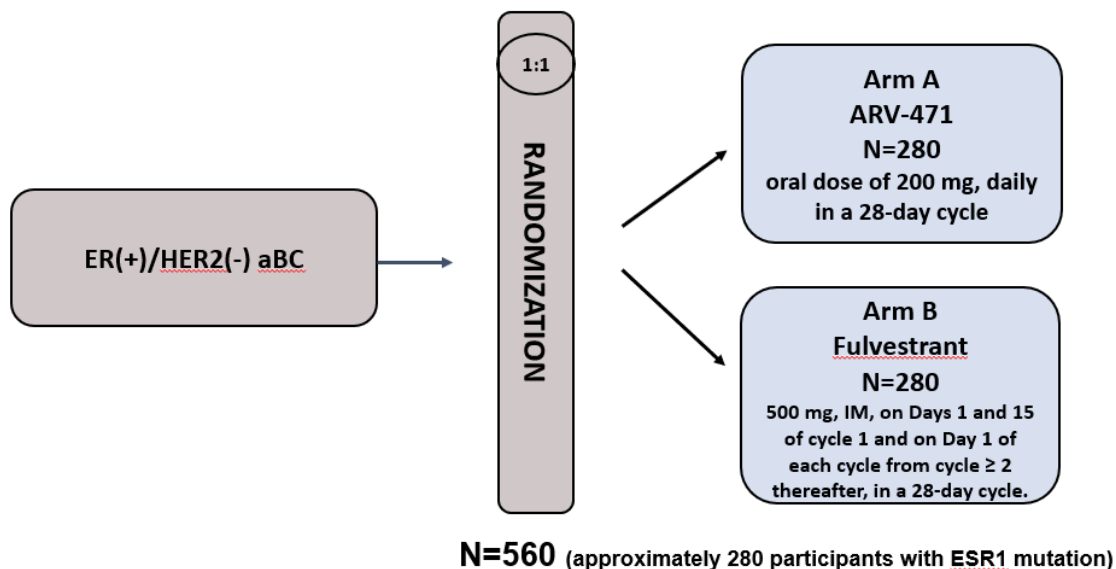 ER(+)/HER2(-) aBC
1:1
RANDOMIZATION
Arm A
ARV-471
N=280
oral dose of 200 mg, daily
in a 28-day cycle
Arm B
Fulvestrant
N=280
500 mg, IM, on Days 1 and 15
of cycle 1 and on Day 1 of
each cycle from cycle ≥ 2
thereafter, in a 28-day cycle.
N=560 (approximately 280 participants with ESR1 mutation)